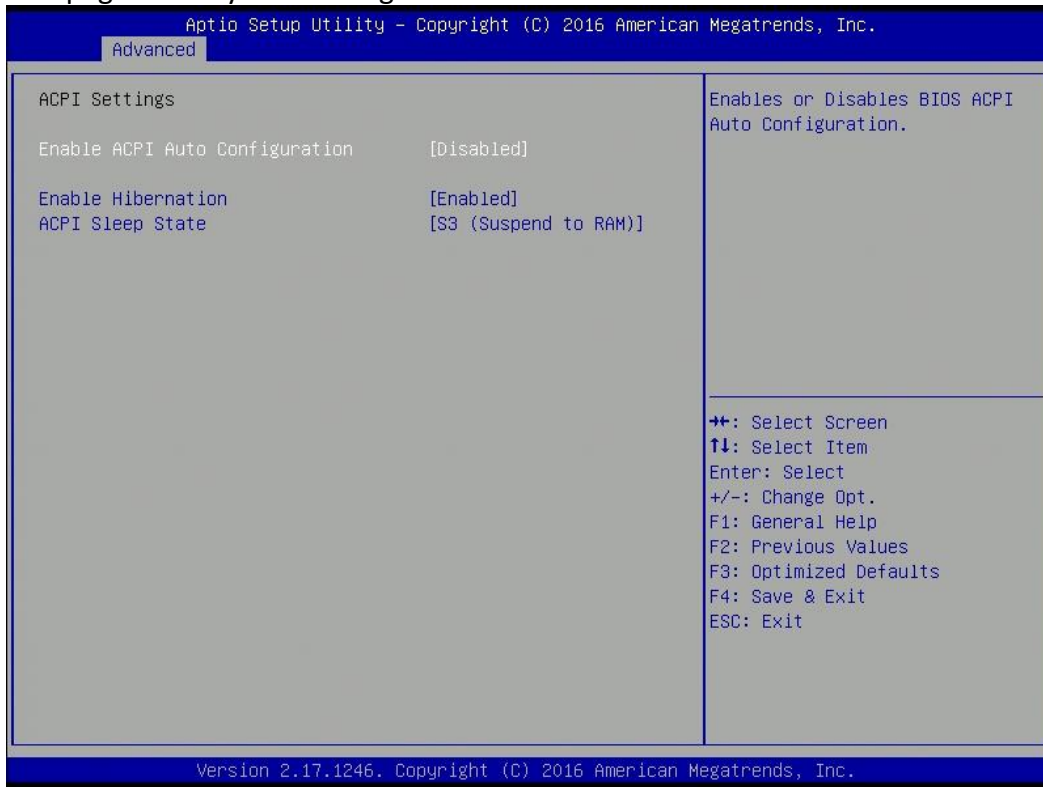 Aptio Setup Utility – Copyright (C) 2016 American Megatrends, Inc.
Advanced
ACPI Settings
Enable ACPI Auto Configuration [Disabled]
Enable Hibernation [Enabled]
ACPI Sleep State [S3 (Suspend to RAM)]
Enables or Disables BIOS ACPI
Auto Configuration.
→←: Select Screen
↑↓: Select Item
Enter: Select
+/-: Change Opt.
F1: General Help
F2: Previous Values
F3: Optimized Defaults
F4: Save & Exit
ESC: Exit
Version 2.17.1246. Copyright (C) 2016 American Megatrends, Inc.